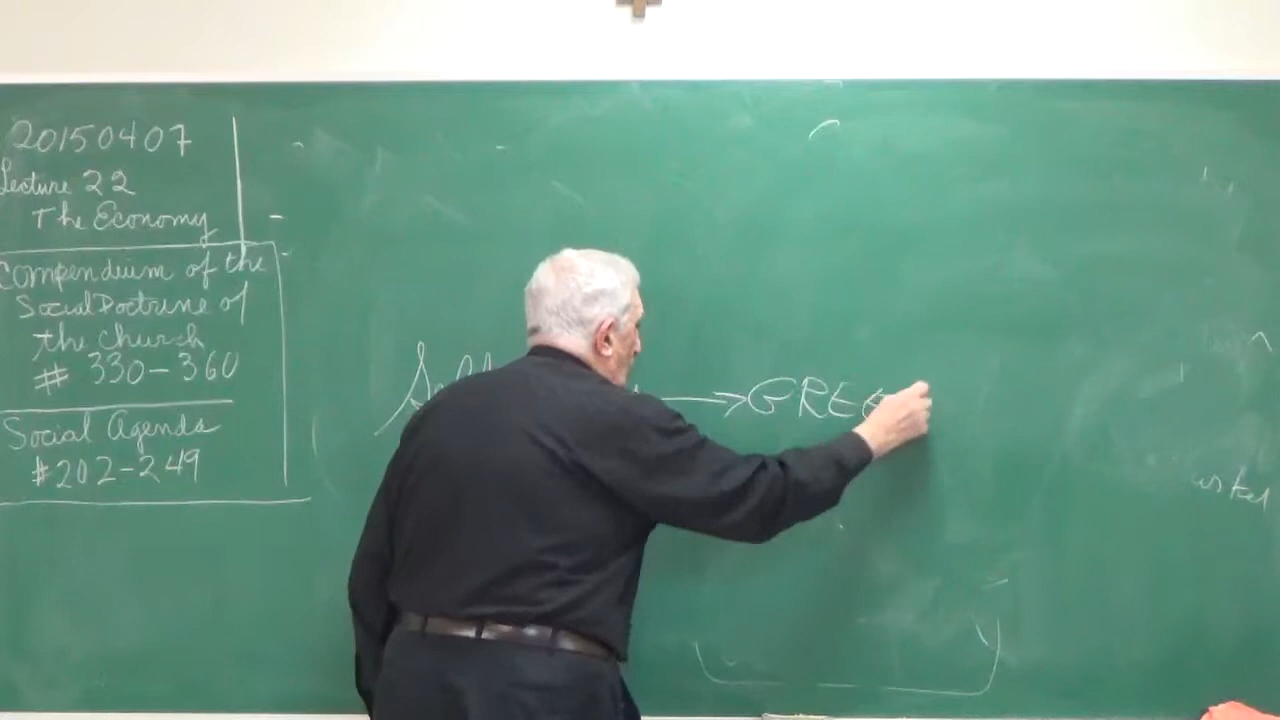 20150407
Lecture 22
The Economy
Compendium of the
Social Doctrine of
the Church
# 330-360
Social Agenda
#202-249
GREE